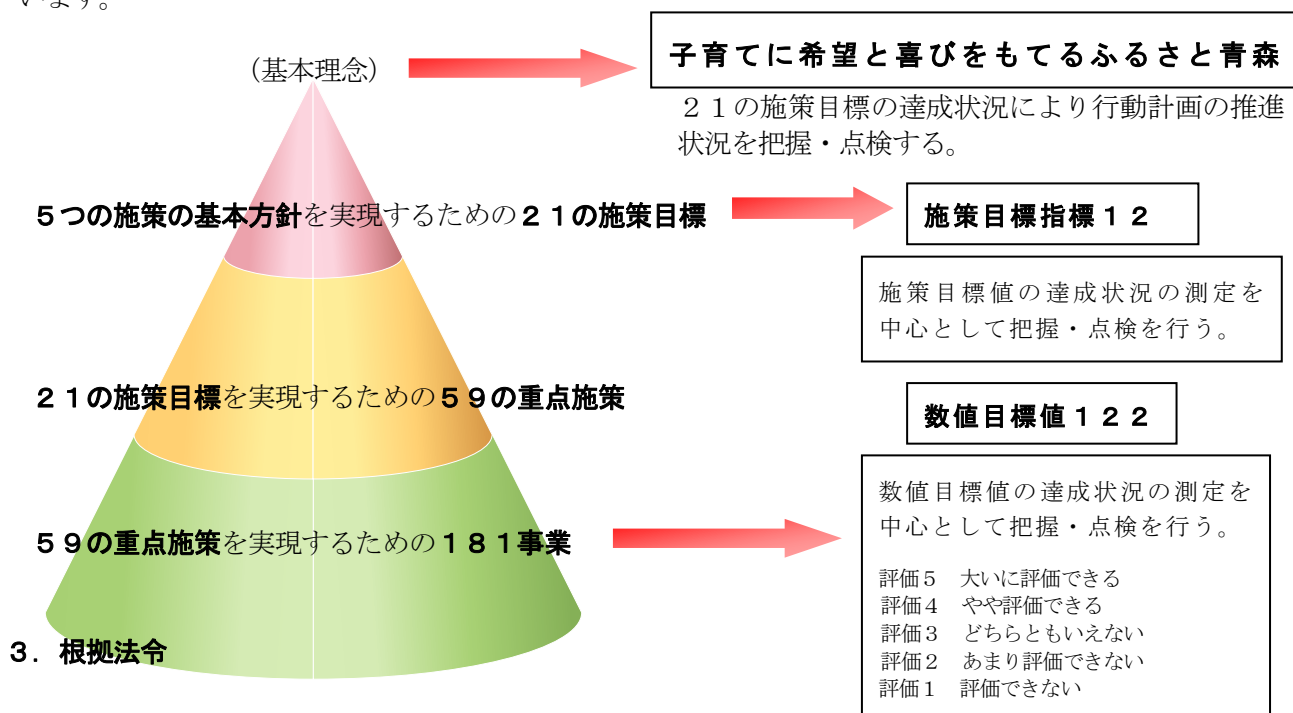 います。
(基本理念)
子育てに希望と喜びをもてるふるさと青森
２１の施策目標の達成状況により行動計画の推進
状況を把握・点検する。
５つの施策の基本方針を実現するための２１の施策目標
施策目標指標１２
施策目標値の達成状況の測定を
中心として把握・点検を行う。
２１の施策目標を実現するための５９の重点施策
数値目標値１２２
数値目標値の達成状況の測定を
中心として把握・点検を行う。
評価５　大いに評価できる
評価４　やや評価できる
評価３　どちらともいえない
評価２　あまり評価できない
評価１　評価できない
５９の重点施策を実現するための１８１事業
３．根拠法令